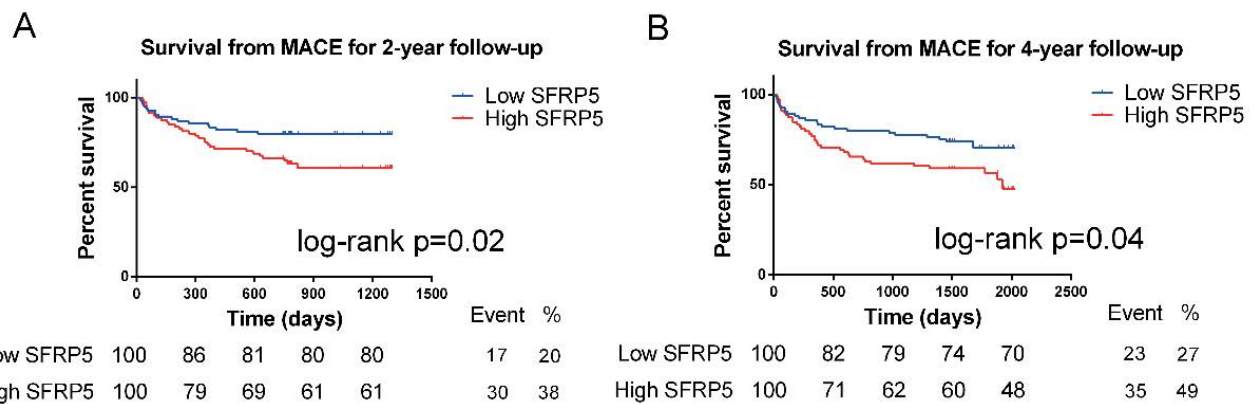 A
Survival from MACE for 2-year follow-up
Low SFRP5
High SFRP5
Percent survival
100
50
0
log-rank p=0.02
0 300 600 900 1200 1500
Time (days)
Event %
ow SFRP5 100 86 81 80 80 17 20
igh SFRP5 100 79 69 61 61 30 38
B
Survival from MACE for 4-year follow-up
Low SFRP5
High SFRP5
Percent survival
100
50
0
log-rank p=0.04
0 500 1000 1500 2000 2500
Time (days)
Event %
Low SFRP5 100 82 79 74 70 23 27
High SFRP5 100 71 62 60 48 35 49